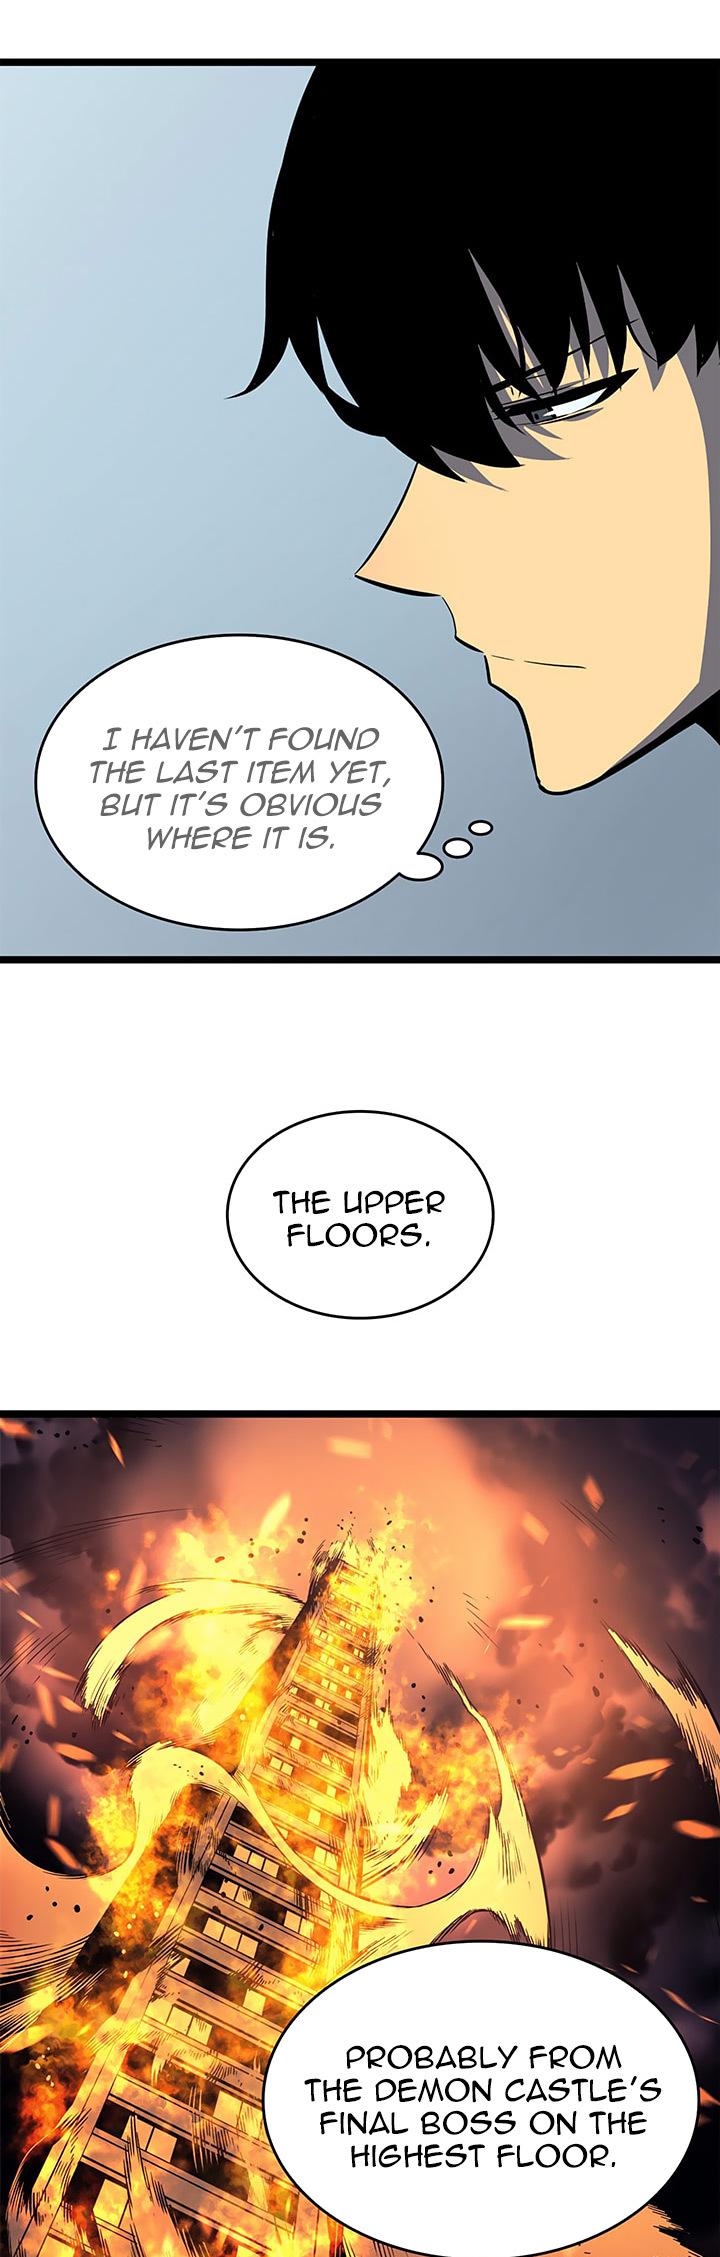 I HAVEN'T FOUND
THE LAST ITEM YET,
BUT IT'S OBVIOUS
WHERE IT IS.
THE UPPER
FLOORS.
PROBABLY FROM
THE DEMON CASTLE'S
FINAL BOSS ON THE
HIGHEST FLOOR.